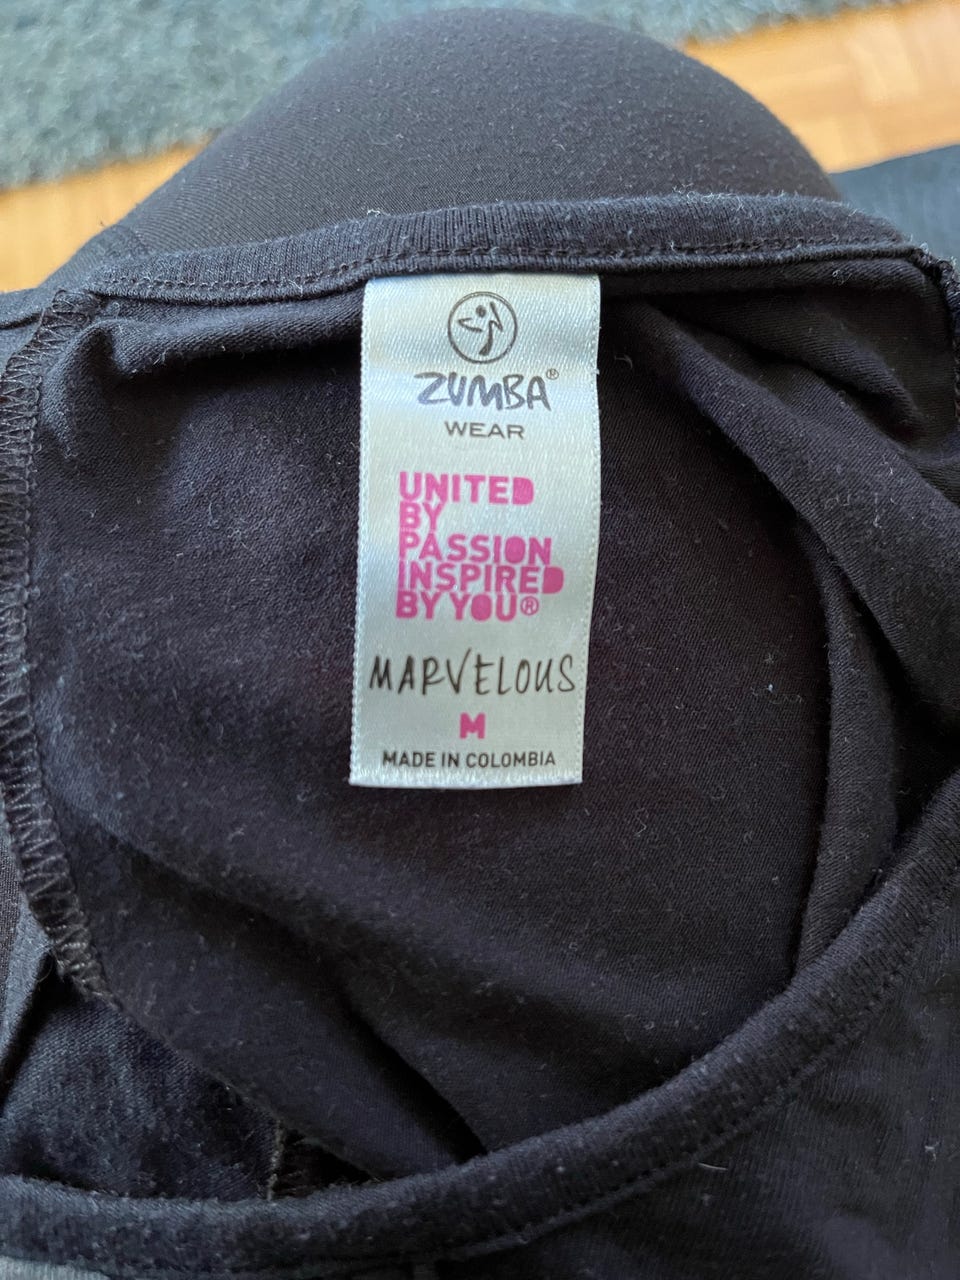 ZUMBA®
WEAR
UNITED
BY
PASSION
INSPIRED
BY YOU®
MARVELOUS
M
MADE IN COLOMBIA